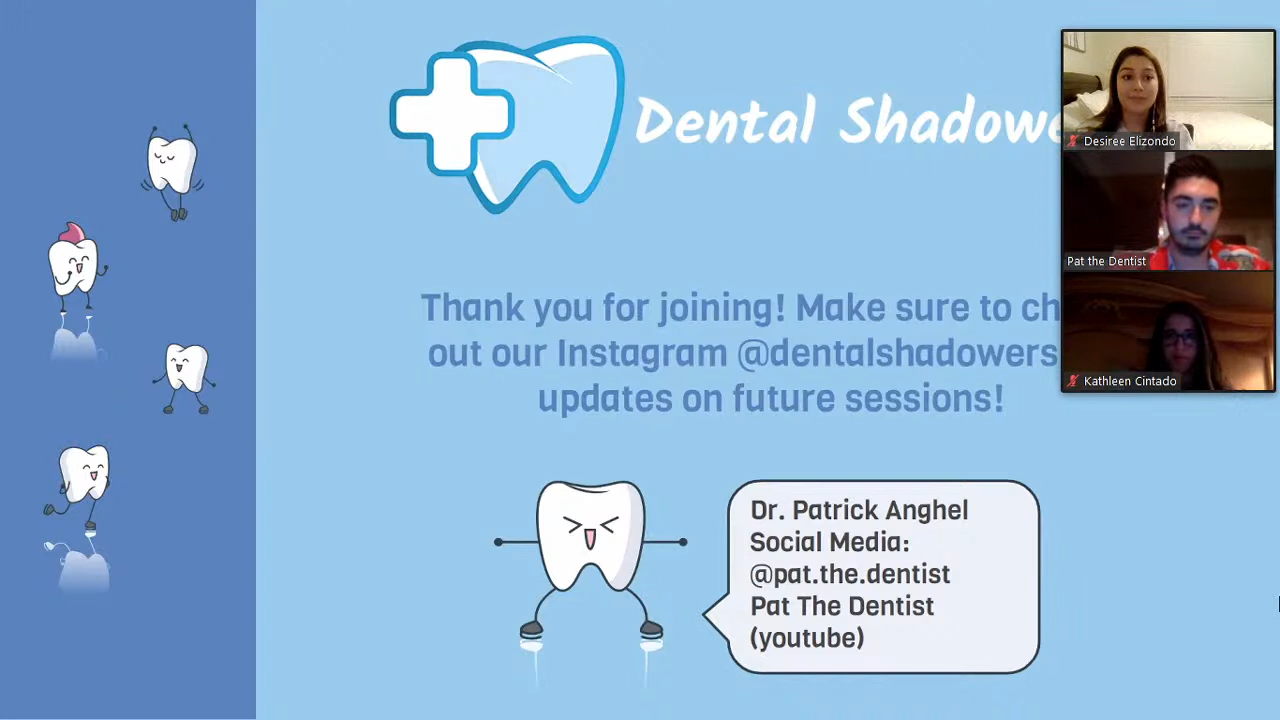 Dental Shadowe
Thank you for joining! Make sure to ch
out our Instagram @dentalshadowers
updates on future sessions!
Dr. Patrick Anghel
Social Media:
@pat.the.dentist
Pat The Dentist
(youtube)
Desiree Elizondo
Pat the Dentist
Kathleen Cintado